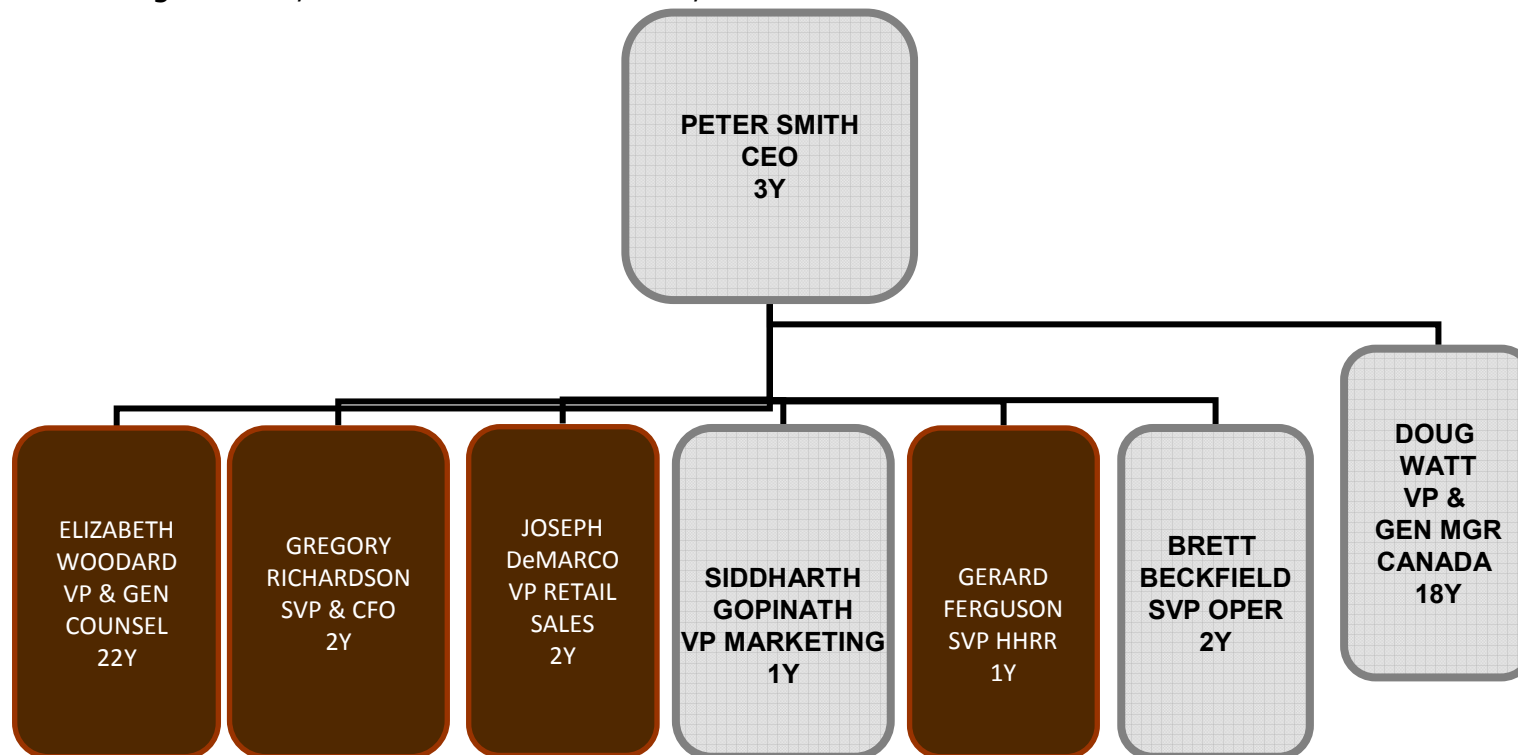 PETER SMITH
CEO
3Y
ELIZABETH
WOODARD
VP & GEN
COUNSEL
22Y
GREGORY
RICHARDSON
SVP & CFO
2Y
JOSEPH
DeMARCO
VP RETAIL
SALES
2Y
SIDDHARTH
GOPINATH
VP MARKETING
1Y
GERARD
FERGUSON
SVP HHRR
1Y
BRETT
BECKFIELD
SVP OPER
2Y
DOUG
WATT
VP &
GEN MGR
CANADA
18Y